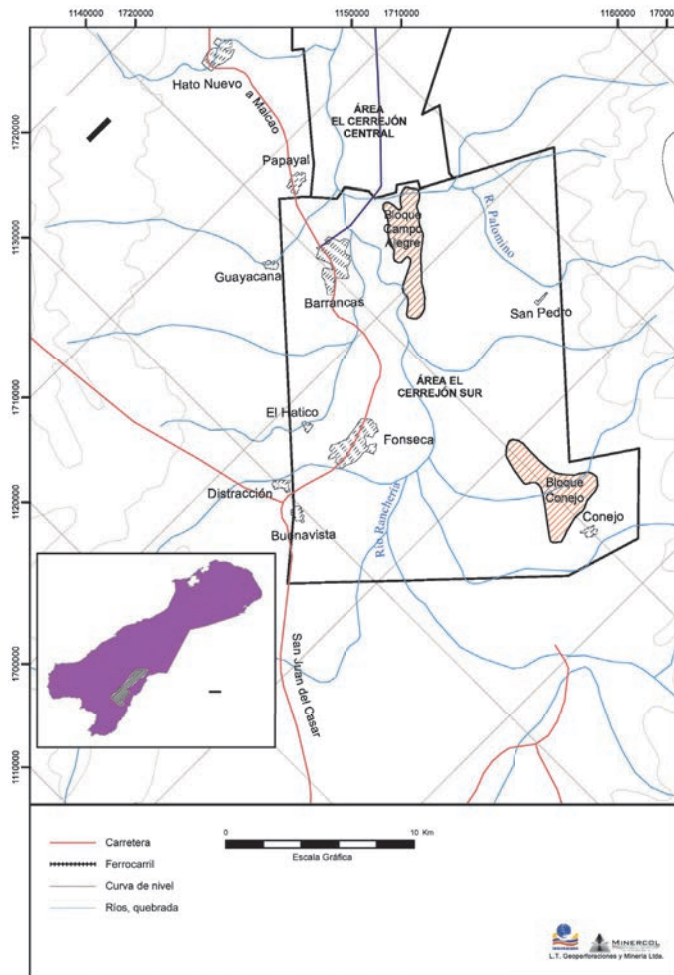 1140000
1720000
1150000
1710000
1160000
170000
1720000
1130000
1710000
1120000
1700000
1110000
Hato Nuevo
a Maicao
ÁREA
EL CERREJÓN
CENTRAL
Papayal
Bloque
Campo
Alegre
R. Palomino
Guayacana
Barrancas
San Pedro
ÁREA EL
CERREJÓN SUR
El Hatico
Fonseca
Distracción
Buenavista
Río Ranchería
Bloque
Conejo
Conejo
San Juan del Casar
Carretera
Ferrocarril
Curva de nivel
Ríos, quebrada
0 10 Km
Escala Gráfica
MINERCOL
L.T. Geoperforaciones y Minería Ltda.